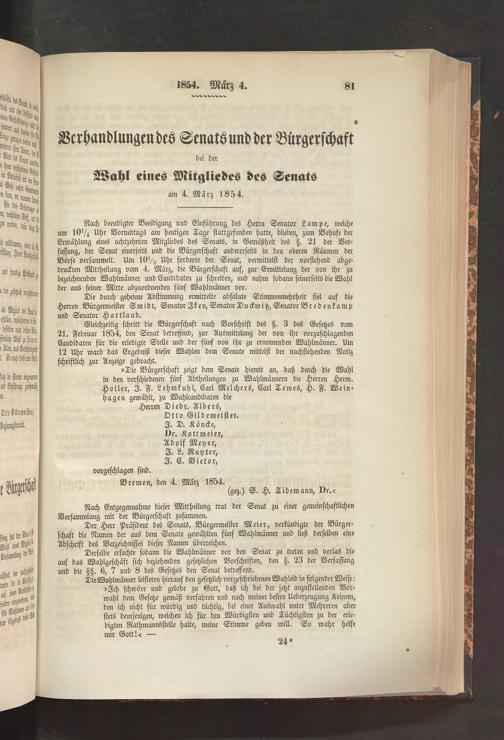 1854. März 4.
81
Verhandlungen des Senats und der Bürgerschaft
bei der
Wahl eines Mitgliedes des Senats
am 4. März 1854.
Nach beendigter Beeidigung und Einführung des Herrn Senator Lampe, welche
um 10¼ Uhr Vormittags am heutigen Tage stattgefunden hatte, blieben, zum Behufe der
Erwählung eines achtzehnten Mitgliedes des Senats, in Gemäßheit des §. 21 der Ver-
fassung, der Senat einerseits und die Bürgerschaft andererseits in den oberen Räumen der
Börse versammelt. Um 10½ Uhr forderte der Senat, vermittelst der vorstehend abge-
druckten Mittheilung vom 4. März, die Bürgerschaft auf, zur Ermittelung der von ihr zu
bezeichnenden Wahlmänner und Candidaten zu schreiten, und nahm sodann seinerseits die Wahl
der aus seiner Mitte abzuordnenden fünf Wahlmänner vor.
Die durch geheime Abstimmung ermittelte absolute Stimmenmehrheit fiel auf die
Herren Bürgermeister Smidt, Senator Iken, Senator Duckwitz, Senator Bredenkamp
und Senator Hartlaub.
Gleichzeitig schritt die Bürgerschaft nach Vorschrift des §. 3 des Gesetzes vom
21. Februar 1854, den Senat betreffend, zur Ausmittelung der von ihr vorzuschlagenden
Candidaten für die erledigte Stelle und der fünf von ihr zu ernennenden Wahlmänner. Um
12 Uhr ward das Ergebniß dieser Wahlen dem Senate mittelst der nachstehenden Notiz
schriftlich zur Anzeige gebracht.
»Die Bürgerschaft zeigt dem Senate hiemit an, daß durch die Wahl
in den verschiedenen fünf Abtheilungen zu Wahlmännern die Herren Herm.
Holler, J. F. Lehmkuhl, Carl Melchers, Carl Tewes, H. F. Wein-
hagen gewählt, zu Wahlcandidaten die
Herren Diedr. Albers,
Otto Gildemeister,
J. D. Köncke,
Dr. Kottmeier,
Adolf Meyer,
J. L. Ruyter,
J. C. Vietor,
vorgeschlagen sind.
Bremen, den 4. März 1854.
(gez.) S. H. Tidemann, Dr.«
Nach Entgegennahme dieser Mittheilung trat der Senat zu einer gemeinschaftlichen
Versammlung mit der Bürgerschaft zusammen.
Der Herr Präsident des Senats, Bürgermeister Meier, verkündigte der Bürger-
schaft die Namen der aus dem Senate gewählten fünf Wahlmänner und ließ derselben eine
Abschrift des Verzeichnisses dieser Namen überreichen.
Derselbe ersuchte sodann die Wahlmänner vor den Senat zu treten und verlas die
auf das Wahlgeschäft sich beziehenden gesetzlichen Vorschriften, den §. 23 der Verfassung
und die §§. 6, 7 und 8 des Gesetzes den Senat betreffend.
Die Wahlmänner leisteten hierauf den gesetzlich vorgeschriebenen Wahleid in folgender Weise:
»Ich schwöre und gelobe zu Gott, daß ich bei der jetzt anzustellenden Vor-
wahl dem Gesetze gemäß verfahren und nach meiner besten Ueberzeugung Keinem,
den ich nicht für würdig und tüchtig, bei einer Auswahl unter Mehreren aber
stets demjenigen, welchen ich für den Würdigsten und Tüchtigsten zu der erle-
digten Rathmannsstelle halte, meine Stimme geben will. So wahr helfe
mir Gott!« —
24*